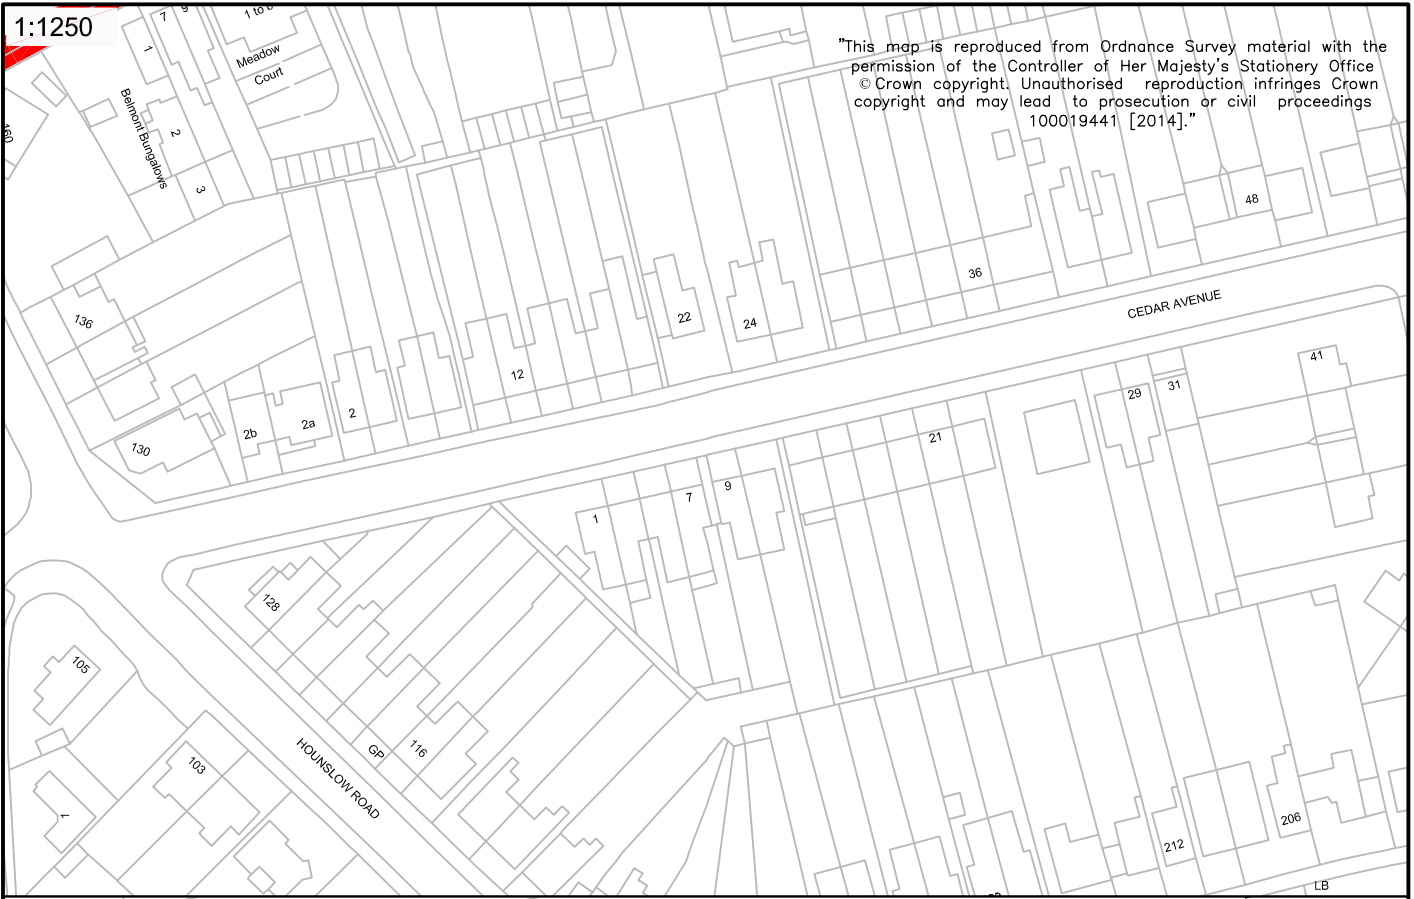 1:1250
"This map is reproduced from Ordnance Survey material with the
permission of the Controller of Her Majesty's Stationery Office
© Crown copyright. Unauthorised reproduction infringes Crown
copyright and may lead to prosecution or civil proceedings
100019441 [2014]."
7
9
1
1 to
Meadow
Court
160
Belmont Bungalows
2
3
48
36
CEDAR AVENUE
136
22
24
12
2
2a
2b
130
41
29
31
21
9
7
1
128
105
116
GP
103
HOUNSLOW ROAD
212
206
LB